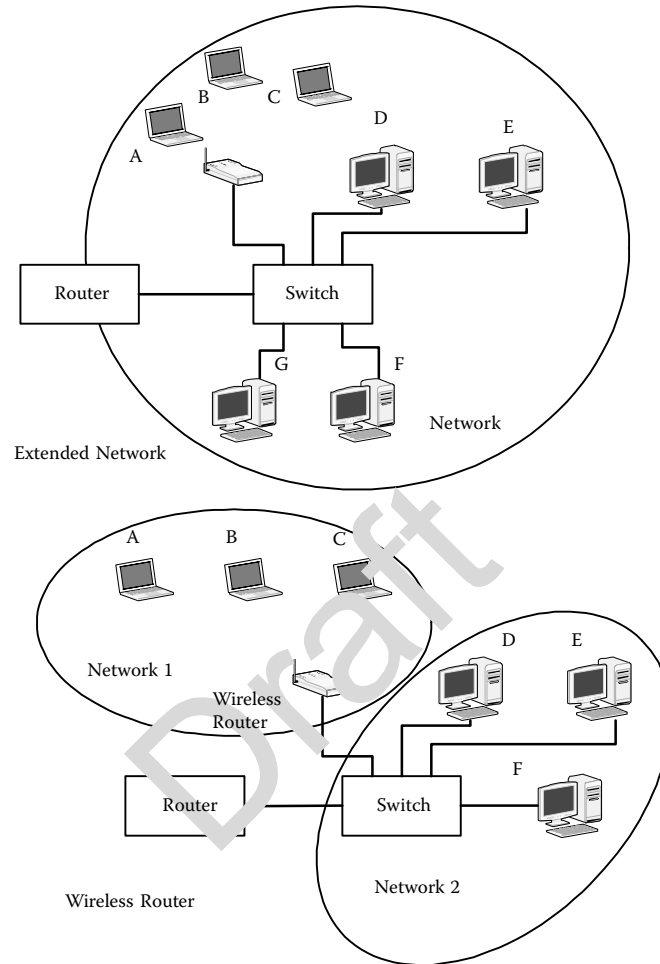 B
C
D
E
A
Router
Switch
G
F
Network
Extended Network
A
B
C
D
E
Network 1
Wireless
Router
F
Router
Switch
Network 2
Wireless Router
Draft